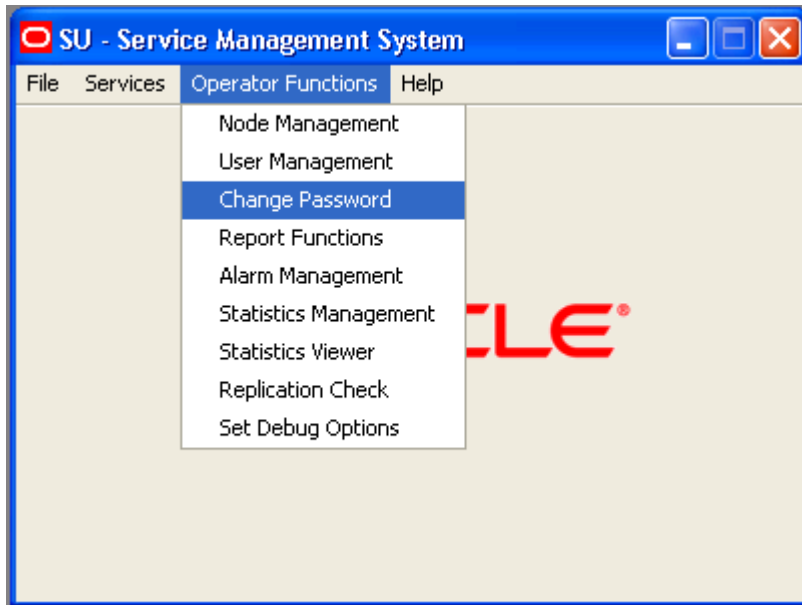 SU - Service Management System
File Services Operator Functions Help
Node Management
User Management
Change Password
Report Functions
Alarm Management
Statistics Management
Statistics Viewer
Replication Check
Set Debug Options
CLE®